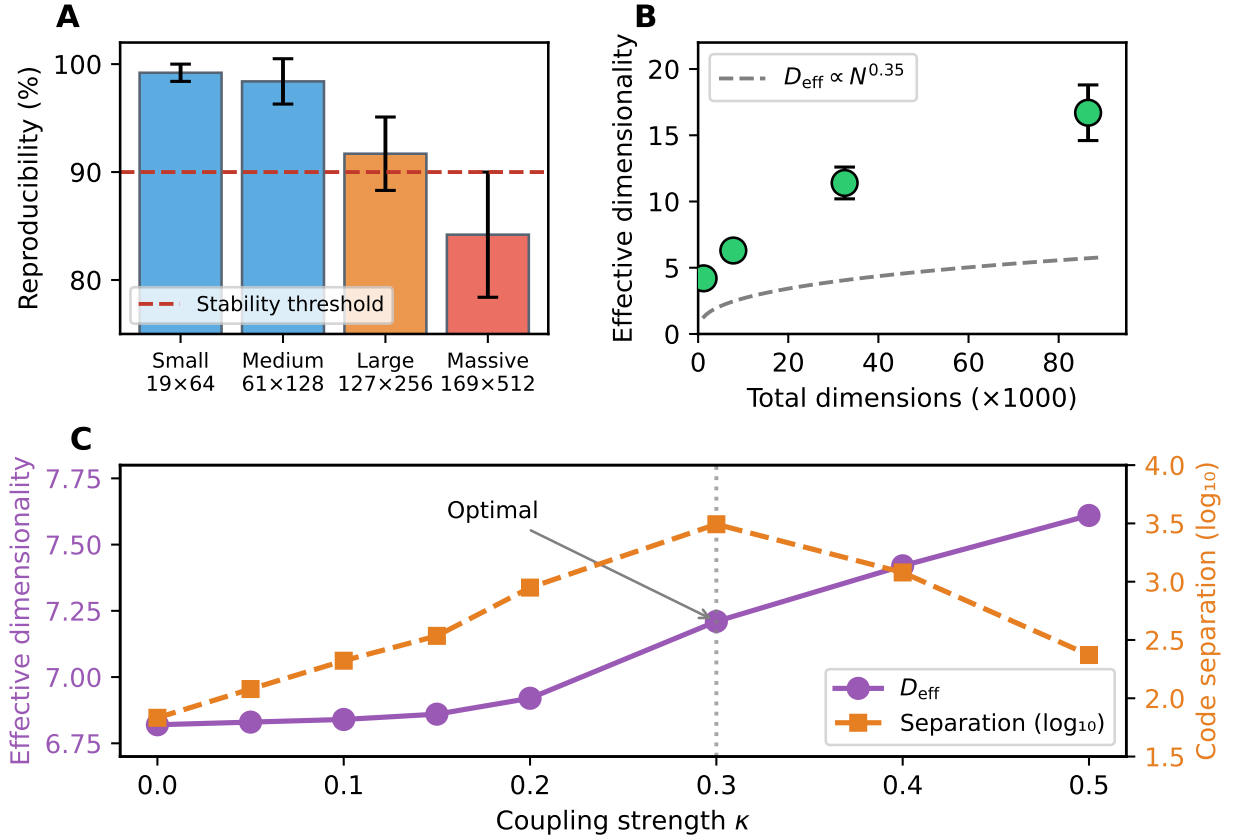 A
Reproducibility (%)
100
90
80
Stability threshold
Small
19×64
Medium
61×128
Large
127×256
Massive
169×512
B
Effective dimensionality
20
15
10
5
0
D_eff ∝ N^0.35
0 20 40 60 80
Total dimensions (×1000)
C
Effective dimensionality
7.75
7.50
7.25
7.00
6.75
Optimal
D_eff
Separation (log₁₀)
4.0
3.5
3.0
2.5
2.0
1.5
Code separation (log₁₀)
0.0 0.1 0.2 0.3 0.4 0.5
Coupling strength κ